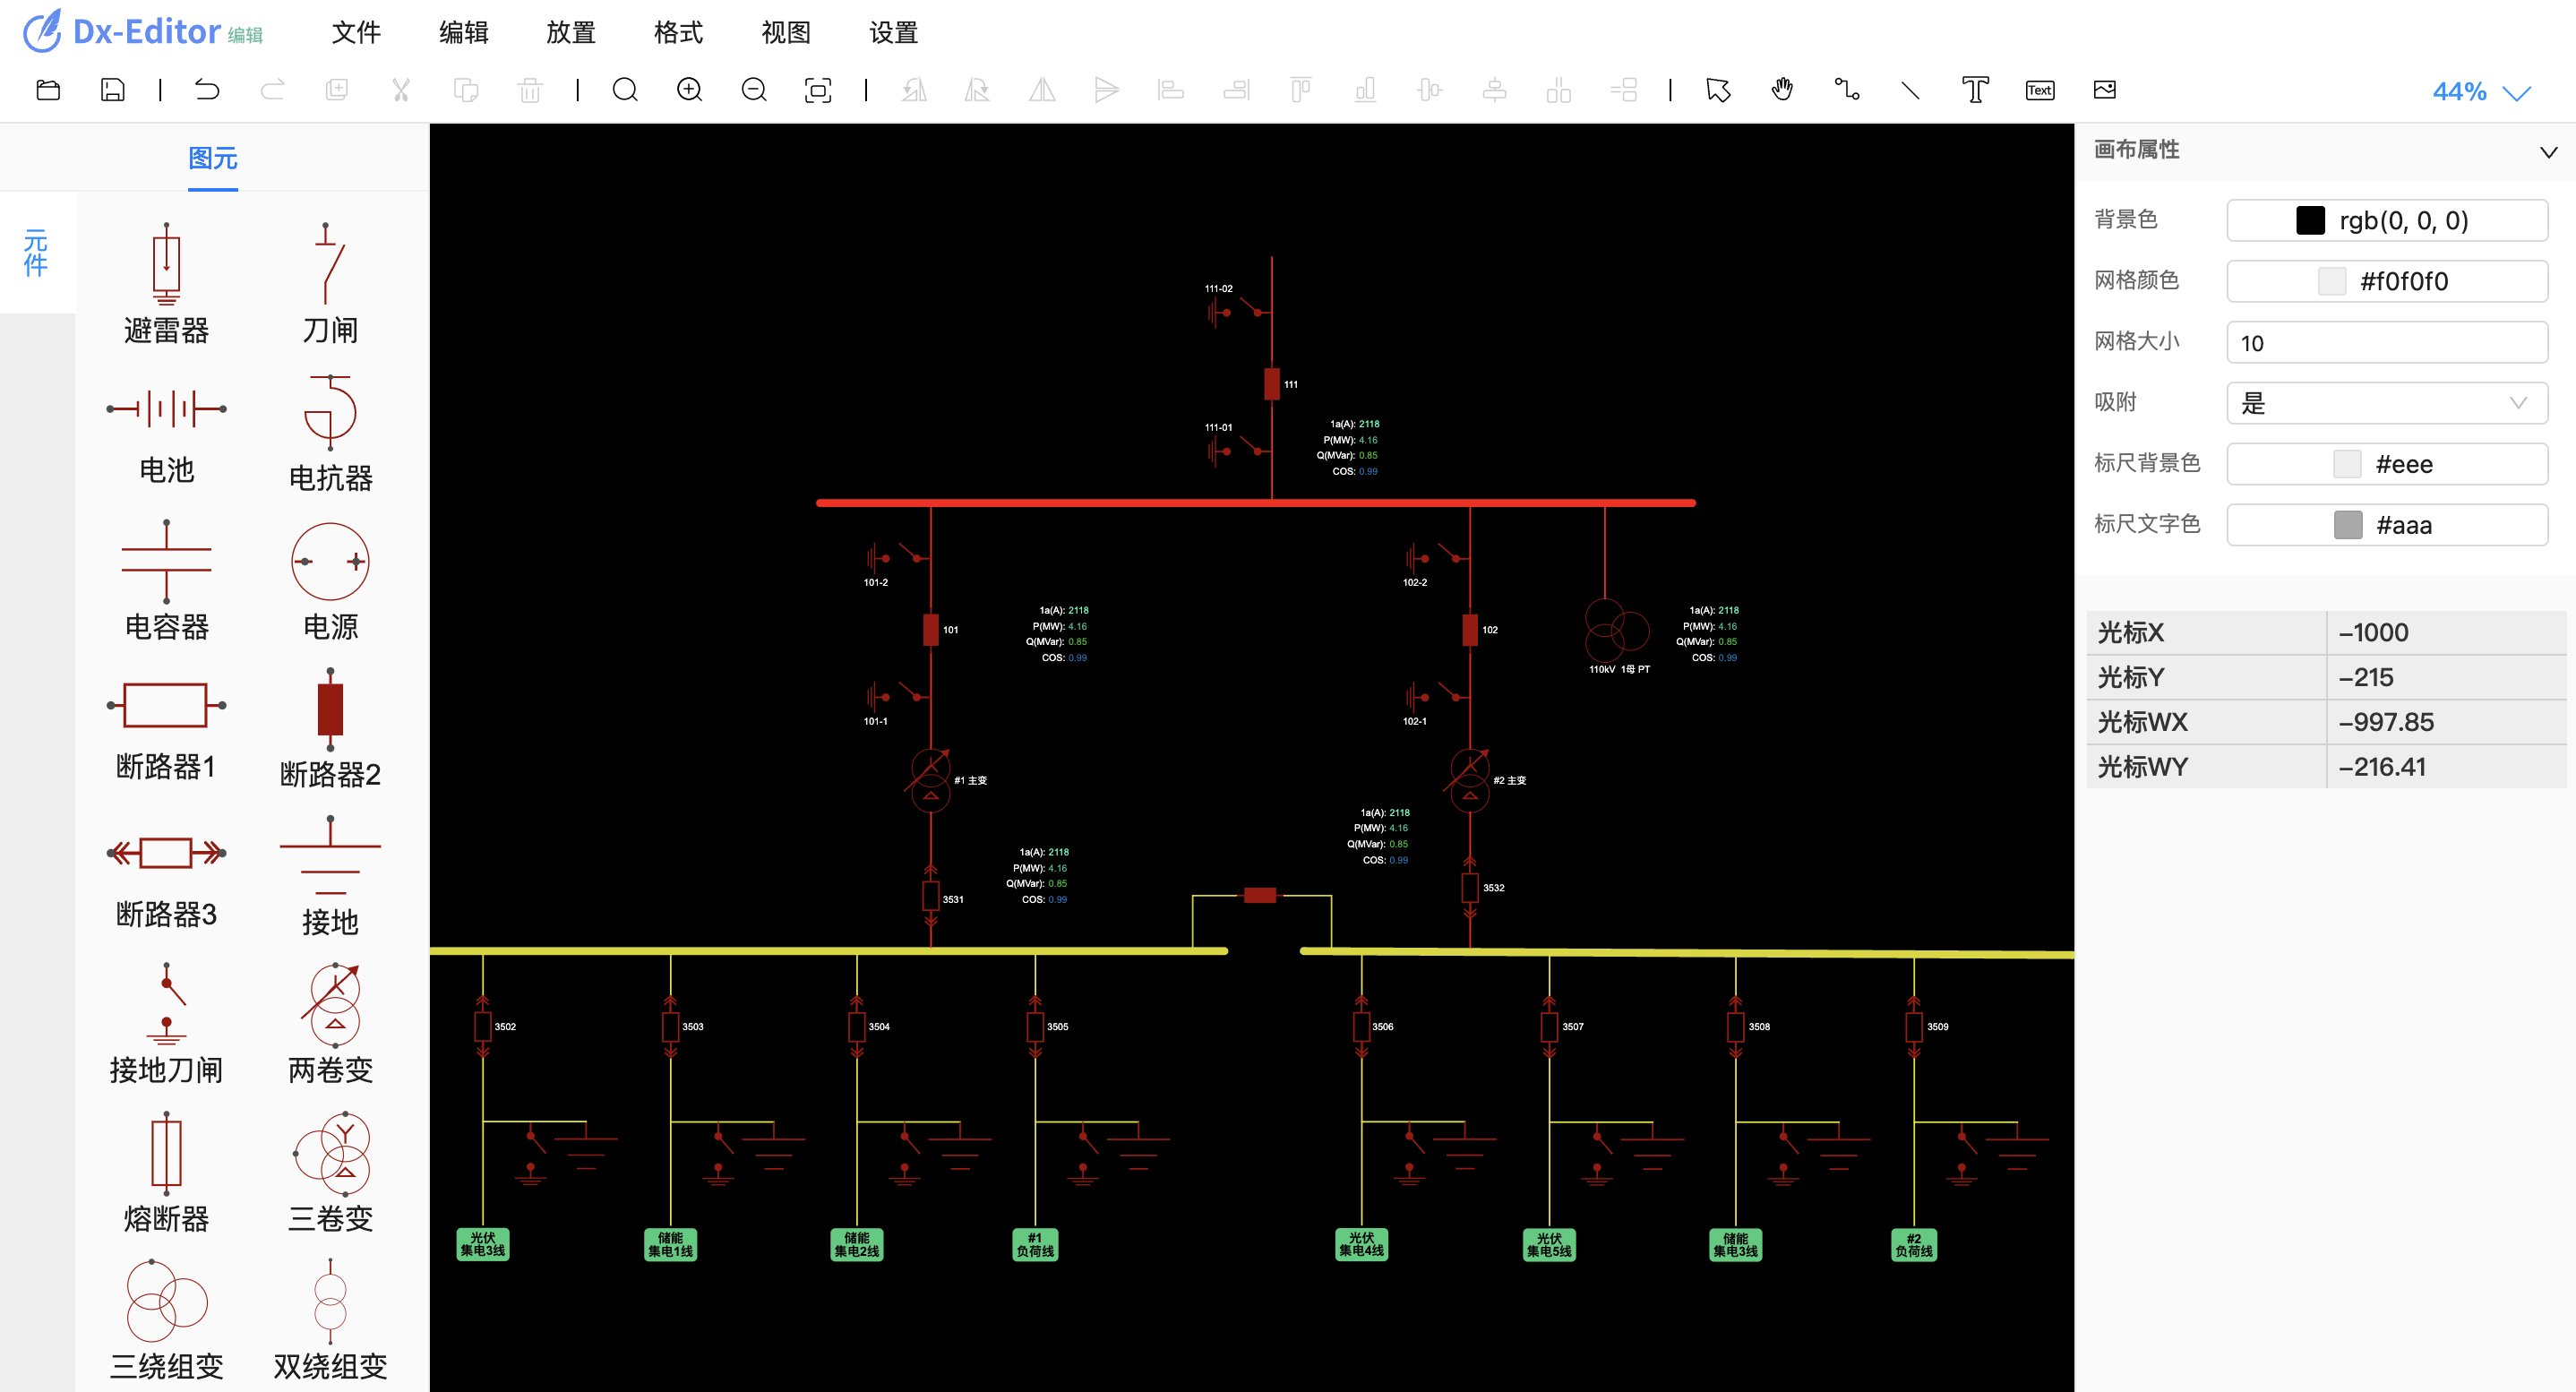 Dx-Editor 编辑
文件 编辑 放置 格式 视图 设置
Text
44%
图元
元件
避雷器 刀闸
电池 电抗器
电容器 电源
断路器1 断路器2
断路器3 接地
接地刀闸 两卷变
熔断器 三卷变
三绕组变 双绕组变
111-02
111
111-01
1a(A): 2118
P(MW): 4.16
Q(MVar): 0.85
COS: 0.99
101-2
101
101-1
1a(A): 2118
P(MW): 4.16
Q(MVar): 0.85
COS: 0.99
102-2
102
102-1
1a(A): 2118
P(MW): 4.16
Q(MVar): 0.85
COS: 0.99
110kV 1母 PT
#1 主变
#2 主变
1a(A): 2118
P(MW): 4.16
Q(MVar): 0.85
COS: 0.99
3531
1a(A): 2118
P(MW): 4.16
Q(MVar): 0.85
COS: 0.99
3532
3502 3503 3504 3505 3506 3507 3508 3509
光伏
集电3线
储能
集电1线
储能
集电2线
#1
负荷线
光伏
集电4线
光伏
集电5线
储能
集电3线
#2
负荷线
画布属性
背景色 rgb(0, 0, 0)
网格颜色 #f0f0f0
网格大小 10
吸附 是
标尺背景色 #eee
标尺文字色 #aaa
光标X -1000
光标Y -215
光标WX -997.85
光标WY -216.41